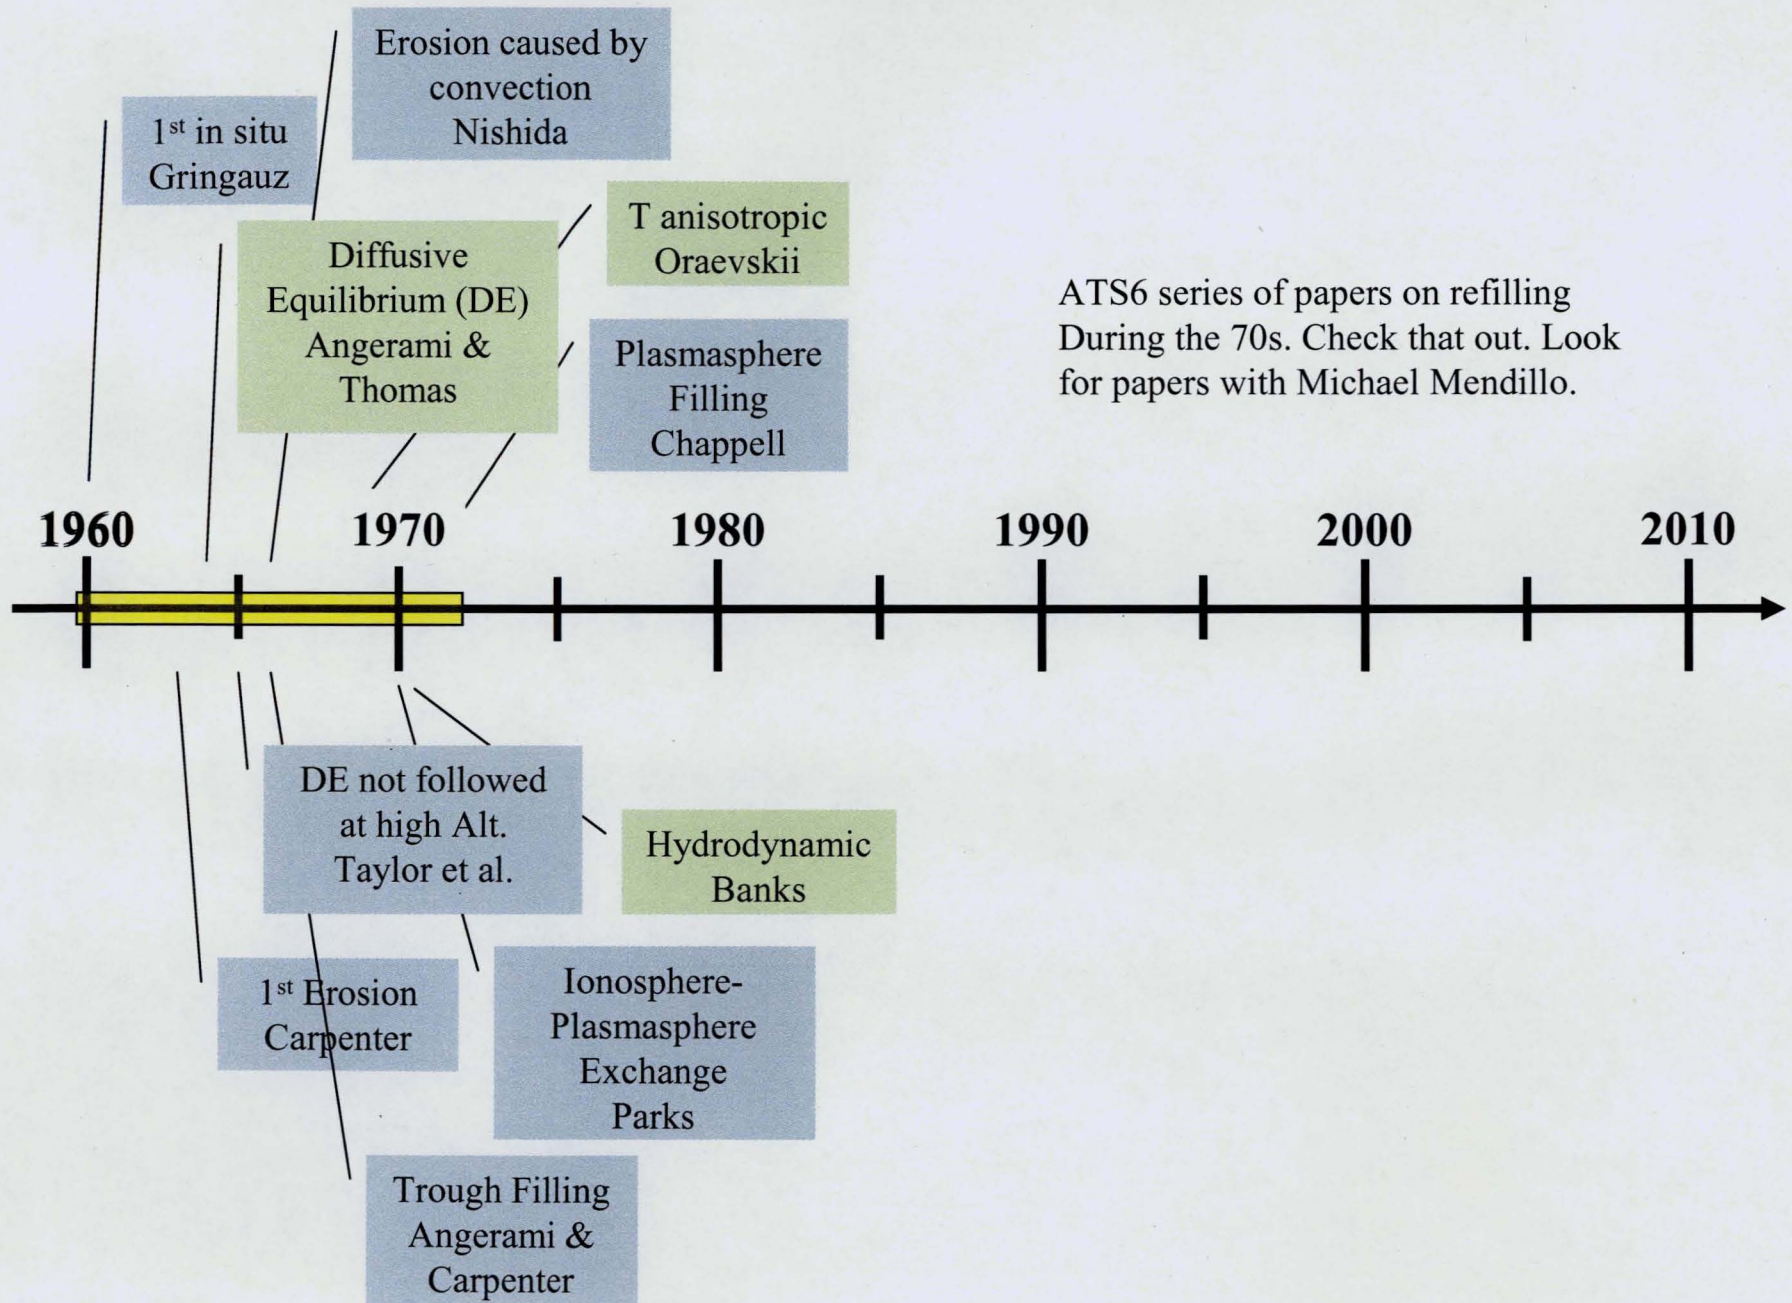 Erosion caused by
convection
Nishida
1st in situ
Gringauz
T anisotropic
Oraevskii
Diffusive
Equilibrium (DE)
Angerami &
Thomas
Plasmasphere
Filling
Chappell
ATS6 series of papers on refilling
During the 70s. Check that out. Look
for papers with Michael Mendillo.
1960
1970
1980
1990
2000
2010
DE not followed
at high Alt.
Taylor et al.
Hydrodynamic
Banks
1st Erosion
Carpenter
Ionosphere-
Plasmasphere
Exchange
Parks
Trough Filling
Angerami &
Carpenter